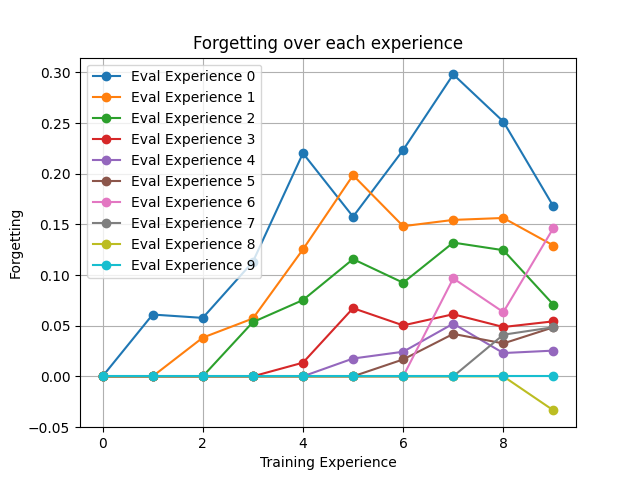 Forgetting over each experience
0.30
0.25
0.20
0.15
0.10
0.05
0.00
−0.05
Forgetting
Eval Experience 0
Eval Experience 1
Eval Experience 2
Eval Experience 3
Eval Experience 4
Eval Experience 5
Eval Experience 6
Eval Experience 7
Eval Experience 8
Eval Experience 9
0 2 4 6 8
Training Experience